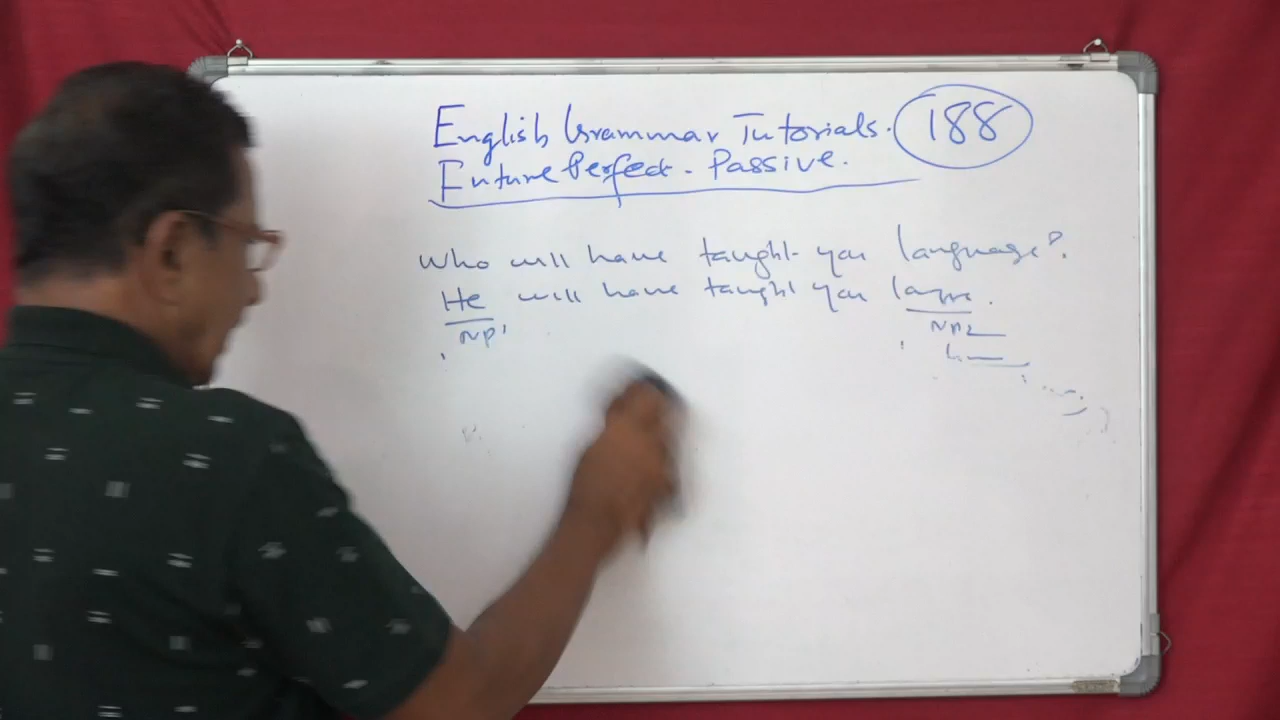 English Grammar Tutorials. 188
Future Perfect - Passive.
Who will have taught you language?
He will have taught you
NP1 NP2